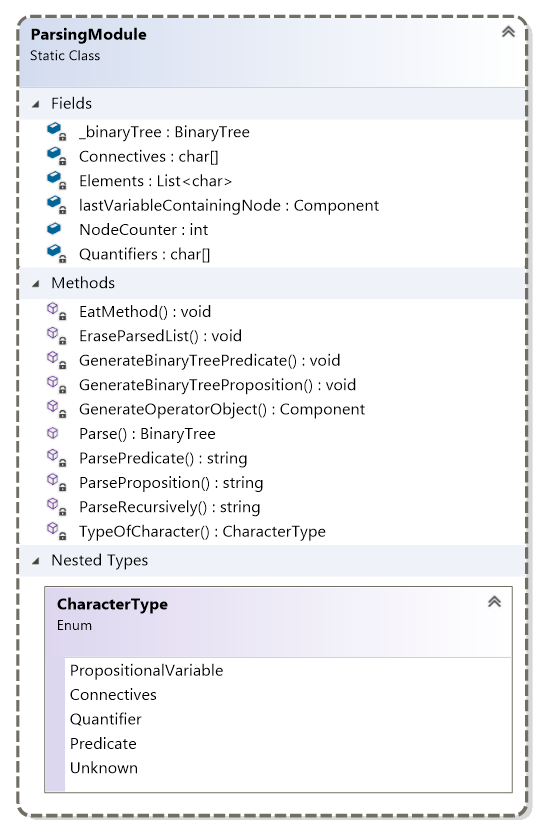 ParsingModule
Static Class
Fields
_binaryTree : BinaryTree
Connectives : char[]
Elements : List<char>
lastVariableContainingNode : Component
NodeCounter : int
Quantifiers : char[]
Methods
EatMethod() : void
EraseParsedList() : void
GenerateBinaryTreePredicate() : void
GenerateBinaryTreeProposition() : void
GenerateOperatorObject() : Component
Parse() : BinaryTree
ParsePredicate() : string
ParseProposition() : string
ParseRecursively() : string
TypeOfCharacter() : CharacterType
Nested Types
CharacterType
Enum
PropositionalVariable
Connectives
Quantifier
Predicate
Unknown